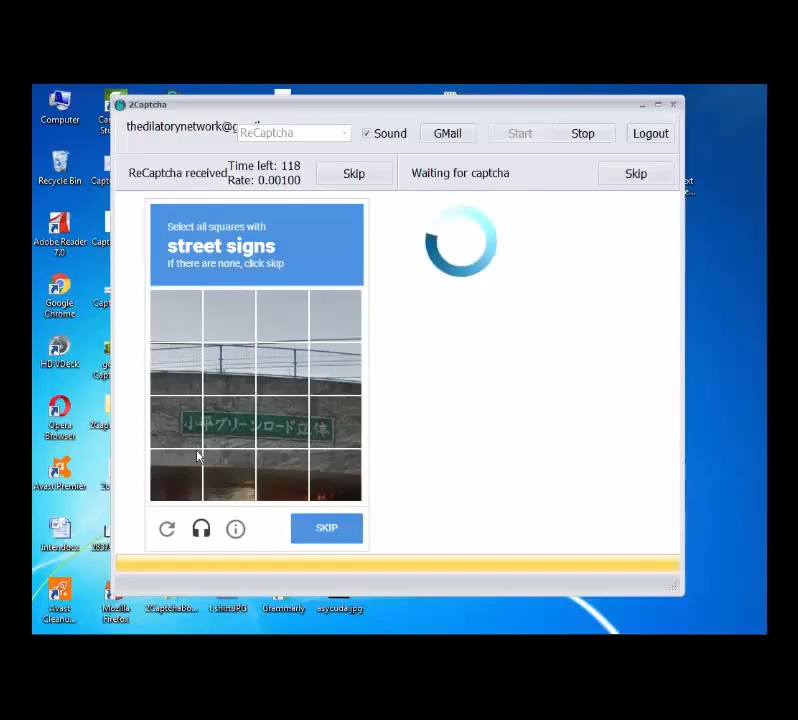 2Captcha
thedilatorynetwork@g
ReCaptcha
Sound
GMail
Start
Stop
Logout
ReCaptcha received
Time left: 118
Rate: 0.00100
Skip
Waiting for captcha
Skip
Select all squares with
street signs
If there are none, click skip
小平グリーンロード立体
SKIP
Computer
Recycle Bin
Adobe Reader
7.0
Google
Chrome
HD VDeck
Opera
Browser
Avast Premier
Intendocx
Avast
Cleanu...
Mozilla
Firefox
2Captchabo...
t shirtJPG
Grammarly
asycuda.jpg